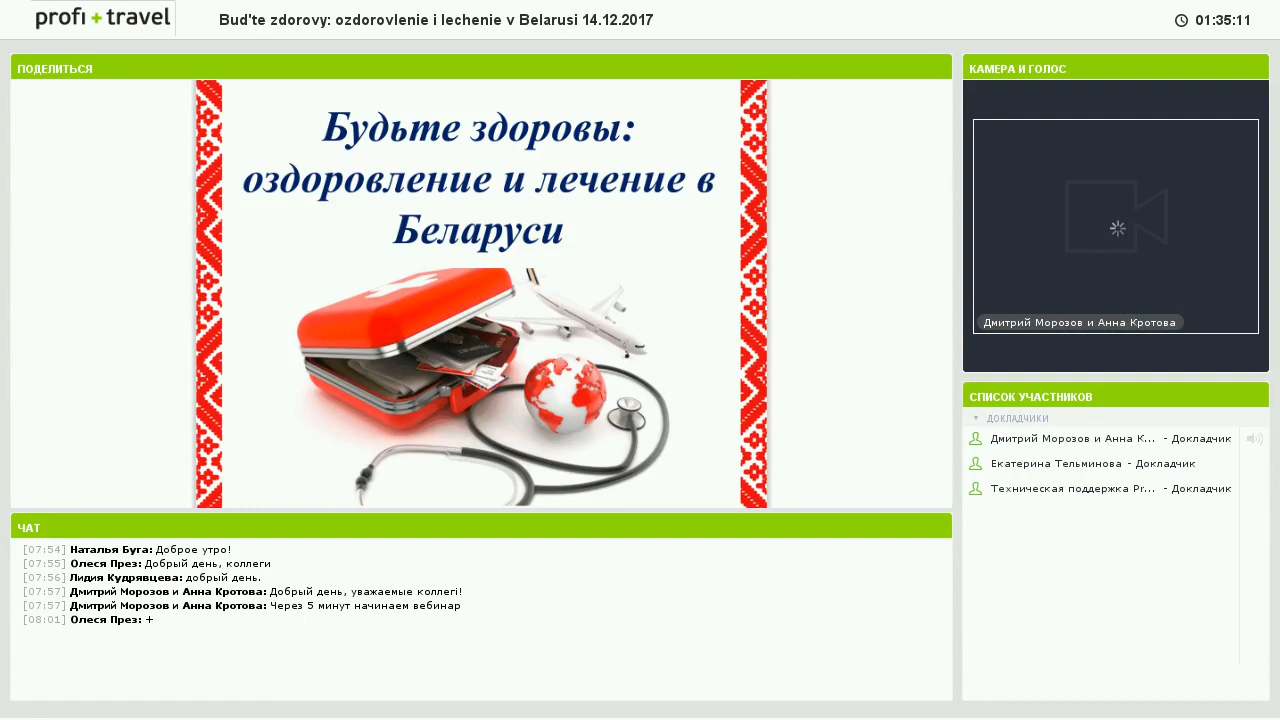 profi + travel
Bud'te zdorovy: ozdorovlenie i lechenie v Belarusi 14.12.2017
01:35:11
ПОДЕЛИТЬСЯ
Будьте здоровы:
оздоровление и лечение в
Беларуси
ЧАТ
[07:54] Наталья Буга: Доброе утро!
[07:55] Олеся През: Добрый день, коллеги
[07:56] Лидия Кудрявцева: добрый день.
[07:57] Дмитрий Морозов и Анна Кротова: Добрый день, уважаемые коллегі!
[07:57] Дмитрий Морозов и Анна Кротова: Через 5 минут начинаем вебинар
[08:01] Олеся През: +
КАМЕРА И ГОЛОС
Дмитрий Морозов и Анна Кротова
СПИСОК УЧАСТНИКОВ
ДОКЛАДЧИКИ
Дмитрий Морозов и Анна К... - Докладчик
Екатерина Тельминова - Докладчик
Техническая поддержка Pr... - Докладчик